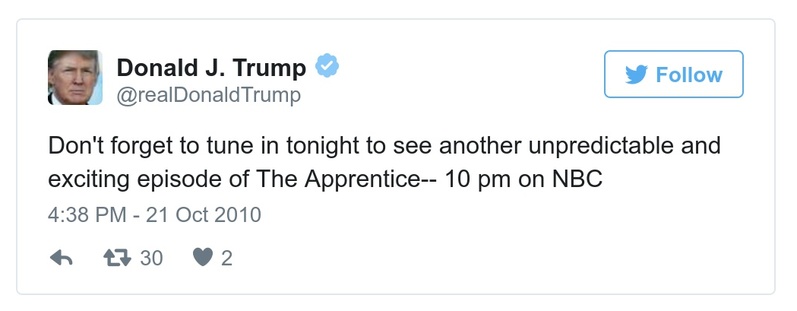 Donald J. Trump
Follow
@realDonaldTrump
Don't forget to tune in tonight to see another unpredictable and
exciting episode of The Apprentice-- 10 pm on NBC
4:38 PM - 21 Oct 2010
30 2